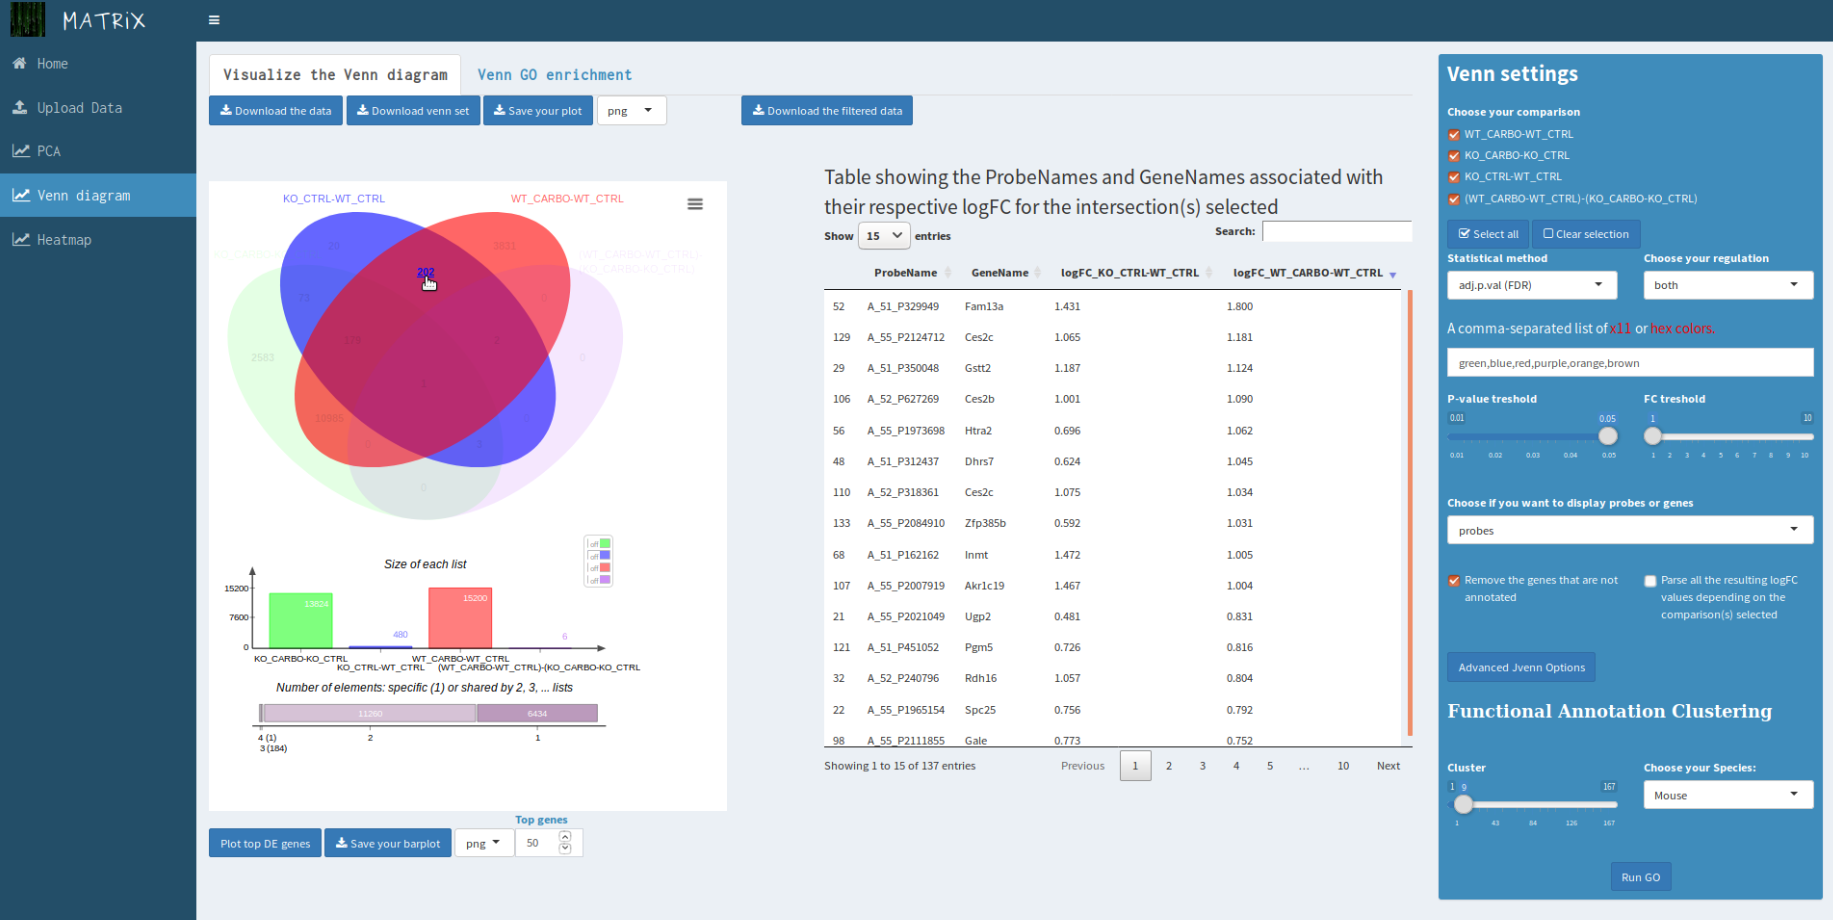 MATRiX
Home
Upload Data
PCA
Venn diagram
Heatmap
Visualize the Venn diagram
Venn GO enrichment
Download the data
Download venn set
Save your plot
png
Download the filtered data
KO_CTRL-WT_CTRL
WT_CARBO-WT_CTRL
28
3831
202
73
0
178
3
2583
0
10985
0
Size of each list
15200
7600
0
13824
480
15200
6
KO_CARBO-KO_CTRL
KO_CTRL-WT_CTRL
WT_CARBO-WT_CTRL
(WT_CARBO-WT_CTRL)-(KO_CARBO-KO_CTRL
off
off
off
off
Number of elements: specific (1) or shared by 2, 3, ... lists
11260
6434
4 (1)
3 (184)
2
1
Top genes
Plot top DE genes
Save your barplot
png
50
Table showing the ProbeNames and GeneNames associated with
their respective logFC for the intersection(s) selected
Show 15 entries
Search:
ProbeName GeneName logFC_KO_CTRL-WT_CTRL logFC_WT_CARBO-WT_CTRL
52 A_51_P329949 Fam13a 1.431 1.800
129 A_55_P2124712 Ces2c 1.065 1.181
29 A_51_P350048 Gstt2 1.187 1.124
106 A_52_P627269 Ces2b 1.001 1.090
56 A_55_P1973698 Htra2 0.696 1.062
48 A_51_P312437 Dhrs7 0.624 1.045
110 A_52_P318361 Ces2c 1.075 1.034
133 A_55_P2084910 Zfp385b 0.592 1.031
68 A_51_P162162 Inmt 1.472 1.005
107 A_55_P2007919 Akr1c19 1.467 1.004
21 A_55_P2021049 Ugp2 0.481 0.831
121 A_51_P451052 Pgm5 0.726 0.816
32 A_52_P240796 Rdh16 1.057 0.804
22 A_55_P1965154 Spc25 0.756 0.792
98 A_55_P2111855 Gale 0.773 0.752
Showing 1 to 15 of 137 entries
Previous 1 2 3 4 5 ... 10 Next
Venn settings
Choose your comparison
WT_CARBO-WT_CTRL
KO_CARBO-KO_CTRL
KO_CTRL-WT_CTRL
(WT_CARBO-WT_CTRL)-(KO_CARBO-KO_CTRL)
Select all
Clear selection
Statistical method
Choose your regulation
adj.p.val (FDR)
both
A comma-separated list of x11 or hex colors.
green,blue,red,purple,orange,brown
P-value treshold
FC treshold
0.01 0.05
1 10
0.01 0.02 0.03 0.04 0.05
1 2 3 4 5 6 7 8 9 10
Choose if you want to display probes or genes
probes
Remove the genes that are not
annotated
Parse all the resulting logFC
values depending on the
comparison(s) selected
Advanced Jvenn Options
Functional Annotation Clustering
Cluster
Choose your Species:
1 9 167
Mouse
1 43 84 126 167
Run GO